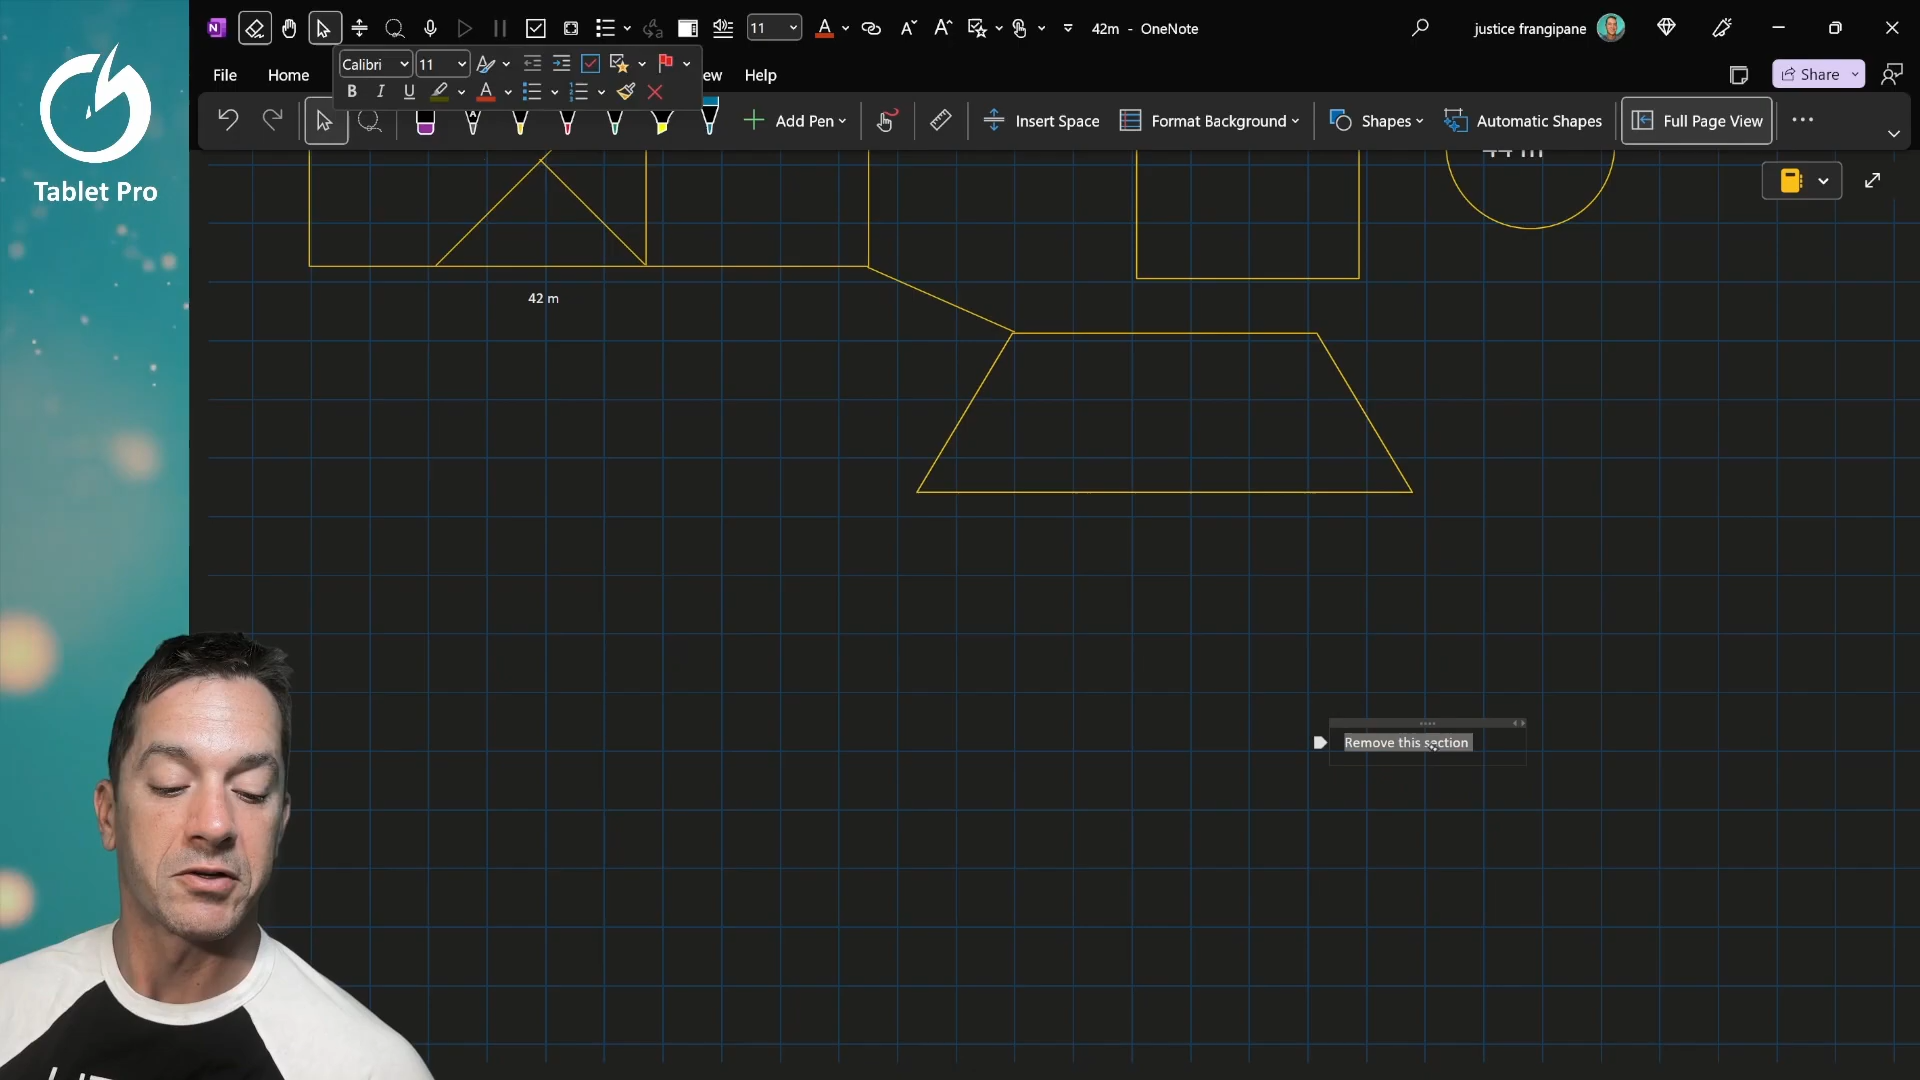 Tablet Pro
11
42m - OneNote
justice frangipane
File
Home
ew
Help
Share
Calibri
11
B I U A
Add Pen
Insert Space
Format Background
Shapes
Automatic Shapes
Full Page View
42 m
Remove this section